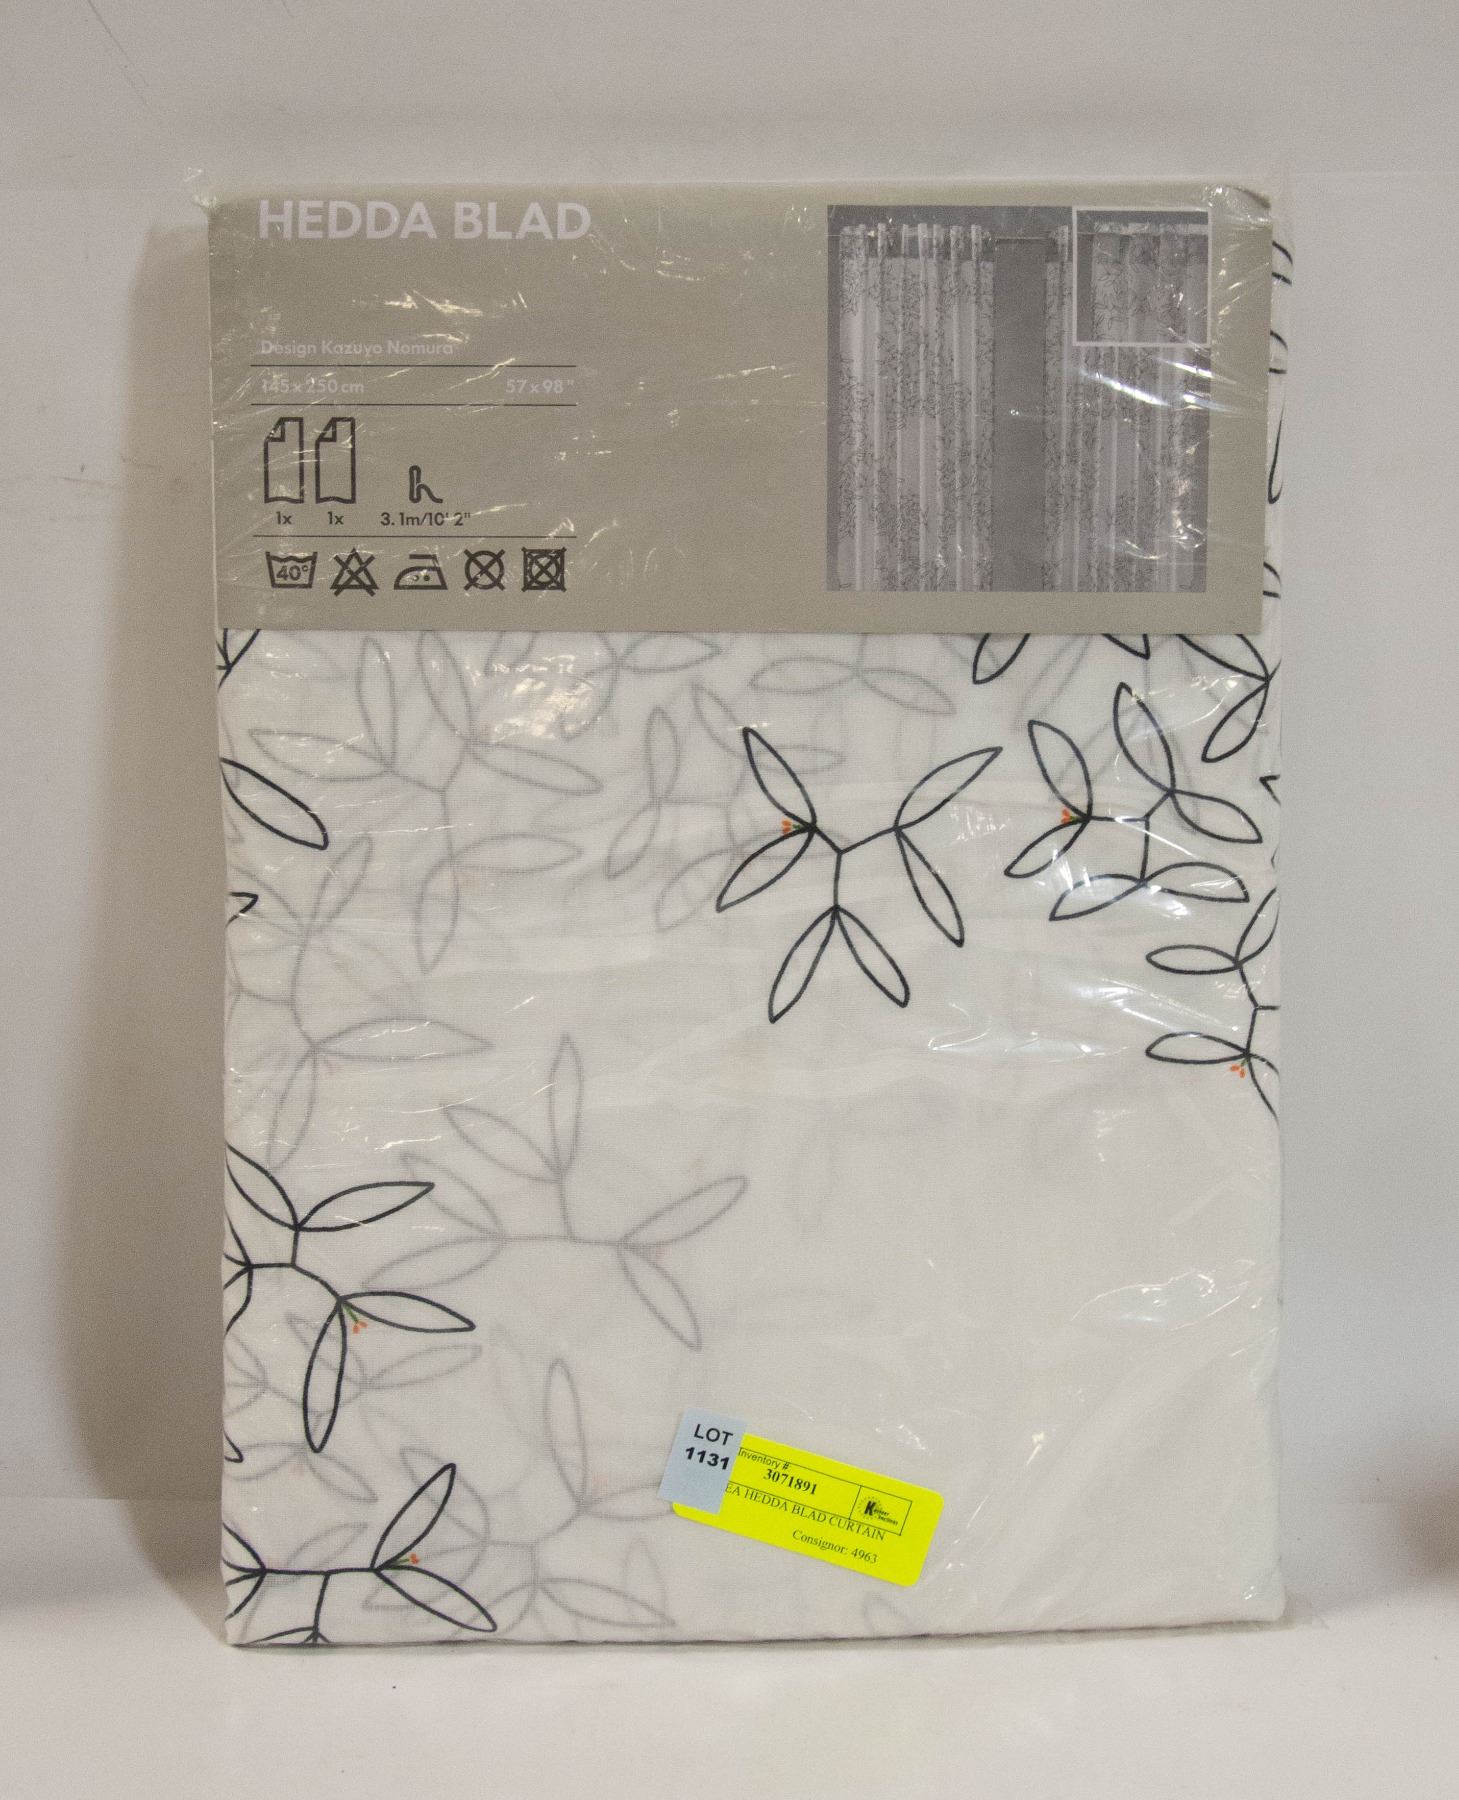 HEDDA BLAD
Design Kazuyo Nomura
145 x 250 cm 57 x 98"
1x 1x 3.1m/10' 2"
40°
LOT
1131
Inventory #
3071891
EA HEDDA BLAD CURTAIN
Consignor: 4963